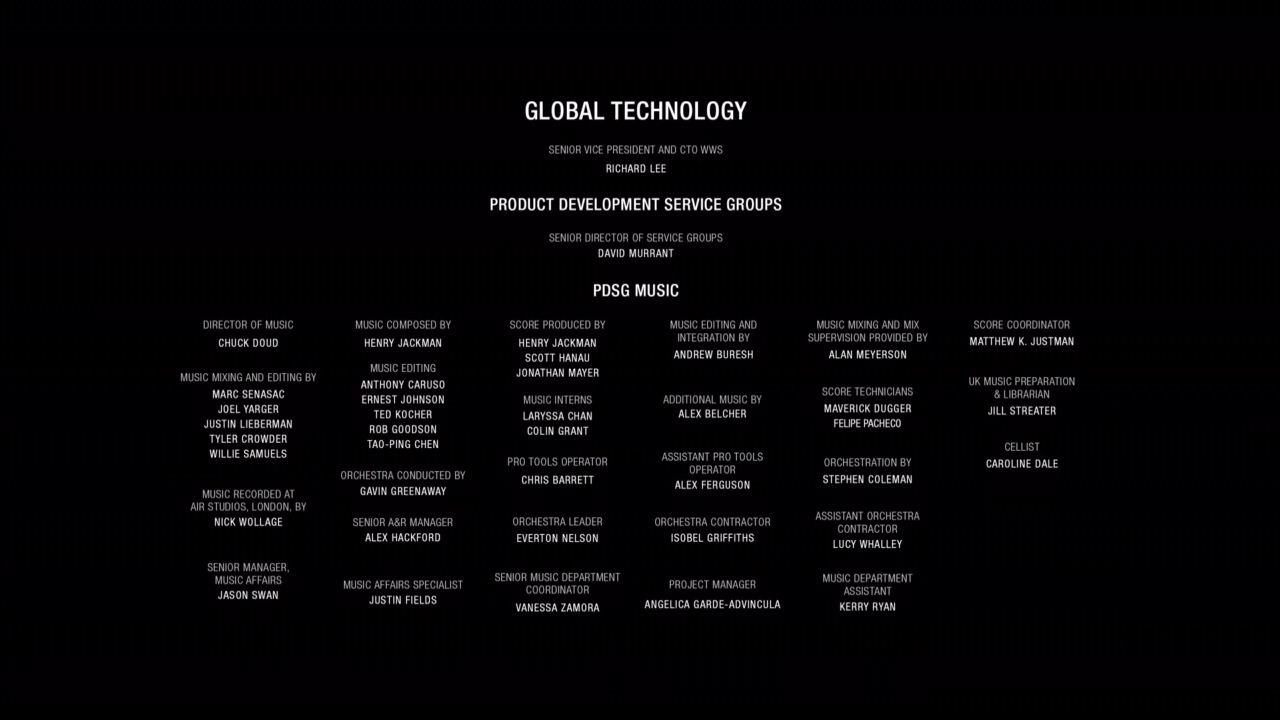 GLOBAL TECHNOLOGY
SENIOR VICE PRESIDENT AND CTO WWS
RICHARD LEE
PRODUCT DEVELOPMENT SERVICE GROUPS
SENIOR DIRECTOR OF SERVICE GROUPS
DAVID MURRANT
PDSG MUSIC
DIRECTOR OF MUSIC
CHUCK DOUD
MUSIC MIXING AND EDITING BY
MARC SENASAC
JOEL YARGER
JUSTIN LIEBERMAN
TYLER CROWDER
WILLIE SAMUELS
MUSIC RECORDED AT
AIR STUDIOS, LONDON, BY
NICK WOLLAGE
SENIOR MANAGER,
MUSIC AFFAIRS
JASON SWAN
MUSIC COMPOSED BY
HENRY JACKMAN
MUSIC EDITING
ANTHONY CARUSO
ERNEST JOHNSON
TED KOCHER
ROB GOODSON
TAO-PING CHEN
ORCHESTRA CONDUCTED BY
GAVIN GREENAWAY
SENIOR A&R MANAGER
ALEX HACKFORD
MUSIC AFFAIRS SPECIALIST
JUSTIN FIELDS
SCORE PRODUCED BY
HENRY JACKMAN
SCOTT HANAU
JONATHAN MAYER
MUSIC INTERNS
LARYSSA CHAN
COLIN GRANT
PRO TOOLS OPERATOR
CHRIS BARRETT
ORCHESTRA LEADER
EVERTON NELSON
SENIOR MUSIC DEPARTMENT
COORDINATOR
VANESSA ZAMORA
MUSIC EDITING AND
INTEGRATION BY
ANDREW BURESH
ADDITIONAL MUSIC BY
ALEX BELCHER
ASSISTANT PRO TOOLS
OPERATOR
ALEX FERGUSON
ORCHESTRA CONTRACTOR
ISOBEL GRIFFITHS
PROJECT MANAGER
ANGELICA GARDE-ADVINCULA
MUSIC MIXING AND MIX
SUPERVISION PROVIDED BY
ALAN MEYERSON
SCORE TECHNICIANS
MAVERICK DUGGER
FELIPE PACHECO
ORCHESTRATION BY
STEPHEN COLEMAN
ASSISTANT ORCHESTRA
CONTRACTOR
LUCY WHALLEY
MUSIC DEPARTMENT
ASSISTANT
KERRY RYAN
SCORE COORDINATOR
MATTHEW K. JUSTMAN
UK MUSIC PREPARATION
& LIBRARIAN
JILL STREATER
CELLIST
CAROLINE DALE